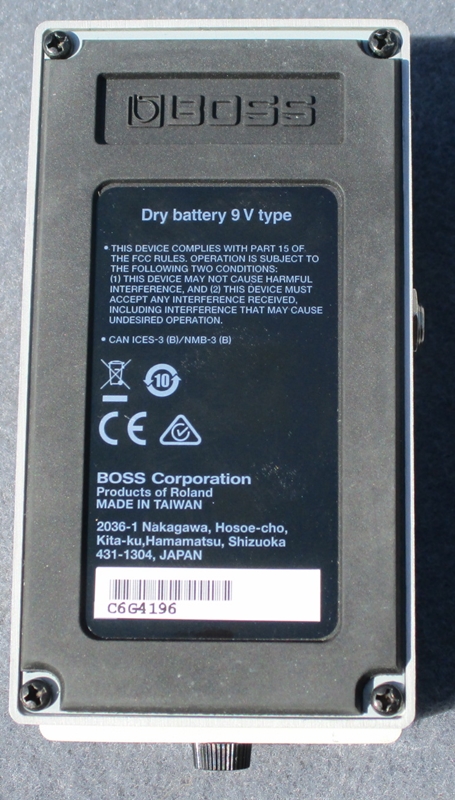 BOSS
Dry battery 9 V type
• THIS DEVICE COMPLIES WITH PART 15 OF
THE FCC RULES. OPERATION IS SUBJECT TO
THE FOLLOWING TWO CONDITIONS:
(1) THIS DEVICE MAY NOT CAUSE HARMFUL
INTERFERENCE, AND (2) THIS DEVICE MUST
ACCEPT ANY INTERFERENCE RECEIVED,
INCLUDING INTERFERENCE THAT MAY CAUSE
UNDESIRED OPERATION.
• CAN ICES-3 (B)/NMB-3 (B)
10
CE
BOSS Corporation
Products of Roland
MADE IN TAIWAN
2036-1 Nakagawa, Hosoe-cho,
Kita-ku,Hamamatsu, Shizuoka
431-1304, JAPAN
C6G4196